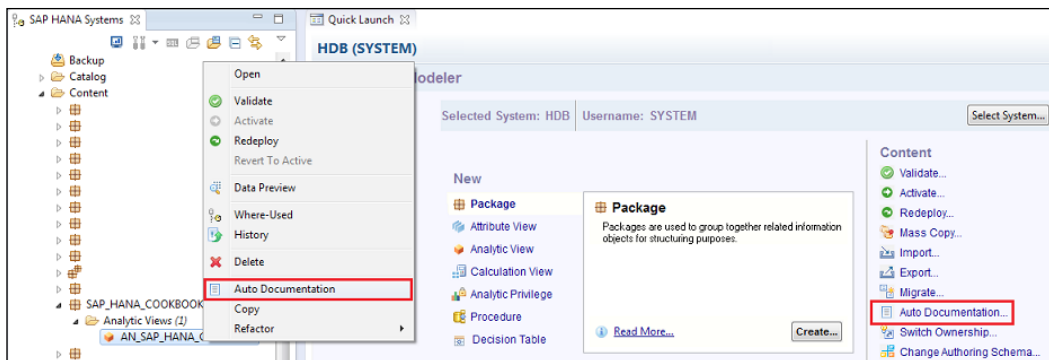 SAP HANA Systems
Backup
Catalog
Content
SAP_HANA_COOKBOOK
Analytic Views (1)
AN_SAP_HANA_C
Open
Validate
Activate
Redeploy
Revert To Active
Data Preview
Where-Used
History
Delete
Auto Documentation
Copy
Refactor
Quick Launch
HDB (SYSTEM)
odeler
Selected System: HDB
Username: SYSTEM
Select System...
New
Package
Attribute View
Analytic View
Calculation View
Analytic Privilege
Procedure
Decision Table
Package
Packages are used to group together related information
objects for structuring purposes.
Read More...
Create...
Content
Validate...
Activate...
Redeploy...
Mass Copy...
Import...
Export...
Migrate...
Auto Documentation...
Switch Ownership...
Change Authoring Schema...